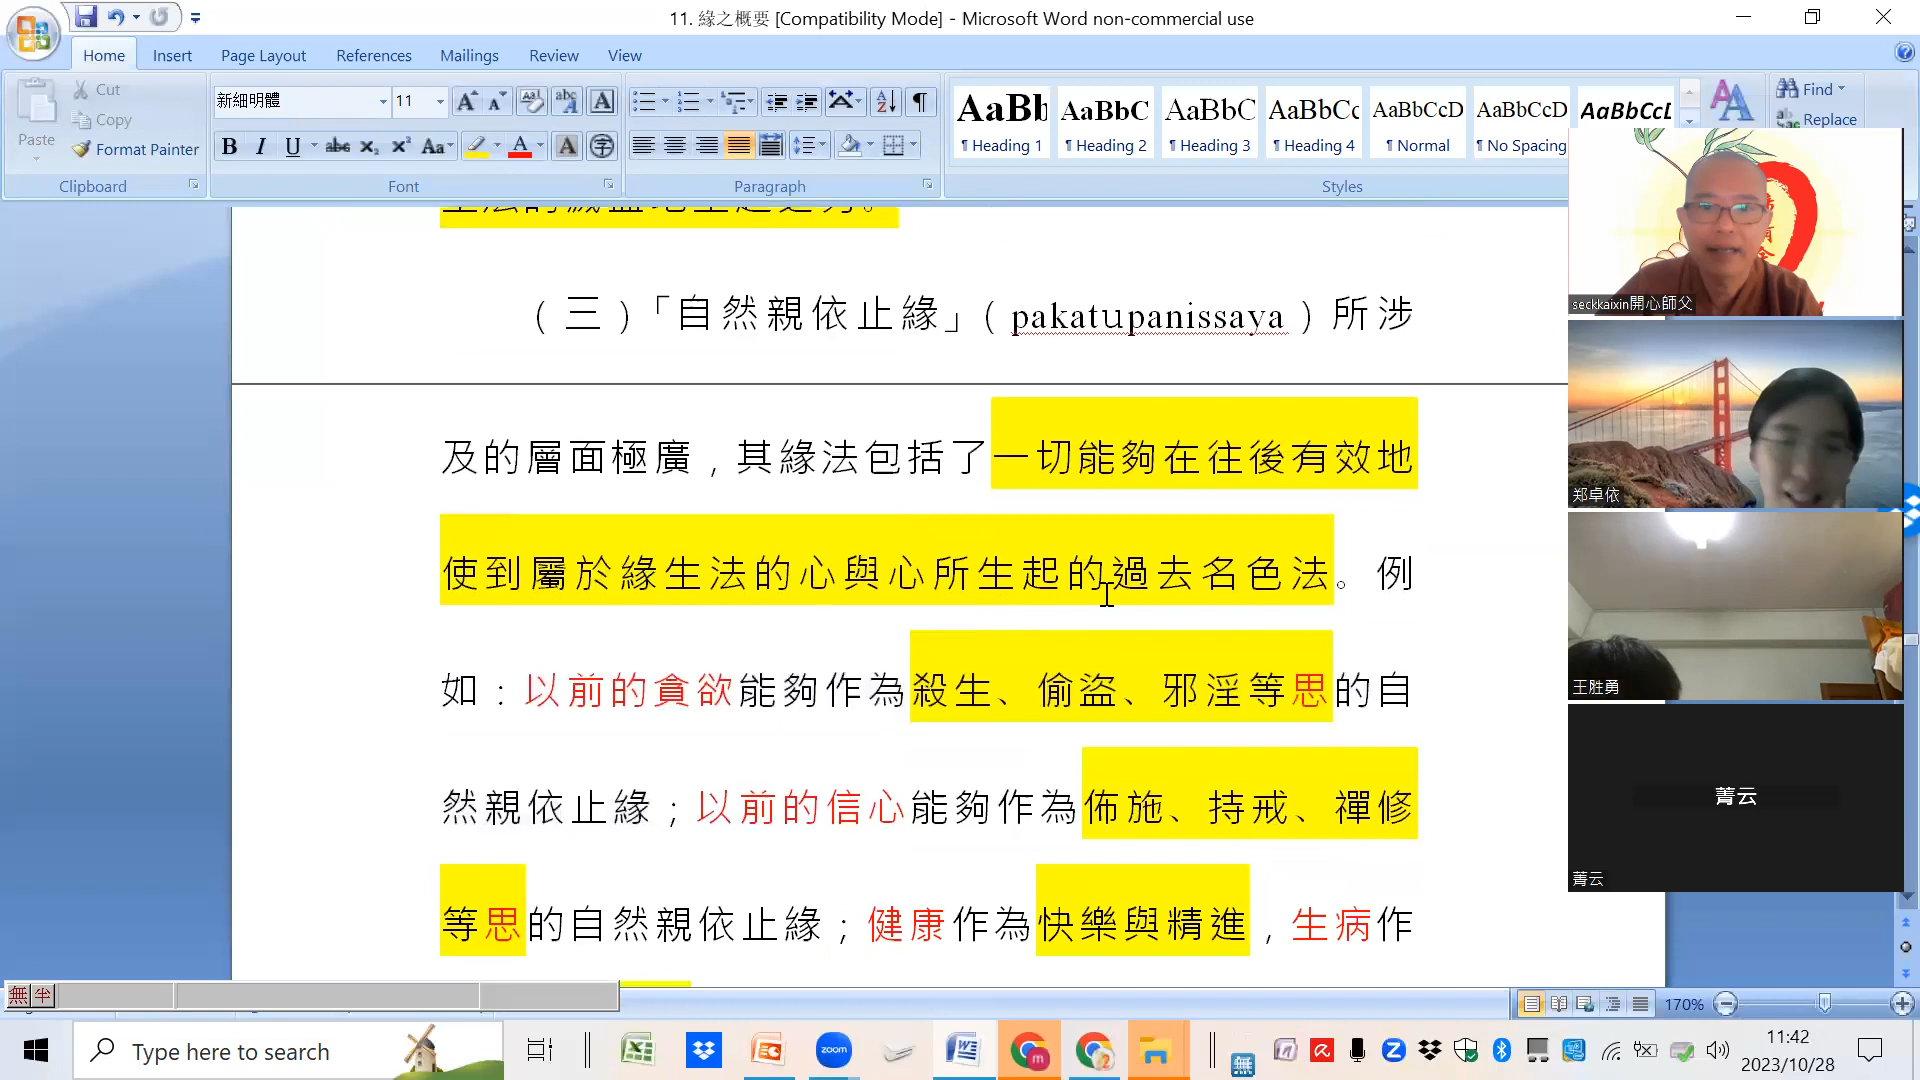 11. 緣之概要 [Compatibility Mode] - Microsoft Word non-commercial use
Home Insert Page Layout References Mailings Review View
Paste
Cut
Copy
Format Painter
Clipboard
新細明體 11
Font
Paragraph
AaBb AaBbC AaBbC AaBbCc AaBbCcD AaBbCcD AaBbCcL
¶ Heading 1 ¶ Heading 2 ¶ Heading 3 ¶ Heading 4 ¶ Normal ¶ No Spacing
Styles
Find
Replace
（三）「自然親依止緣」（pakatupanissaya）所涉
及的層面極廣，其緣法包括了一切能夠在往後有效地
使到屬於緣生法的心與心所生起的過去名色法。例
如：以前的貪欲能夠作為殺生、偷盜、邪淫等思的自
然親依止緣；以前的信心能夠作為佈施、持戒、禪修
等思的自然親依止緣；健康作為快樂與精進，生病作
seckkaixin開心師父
郑卓依
王胜勇
菁云
菁云
無 半
170%
Type here to search
zoom
11:42
2023/10/28